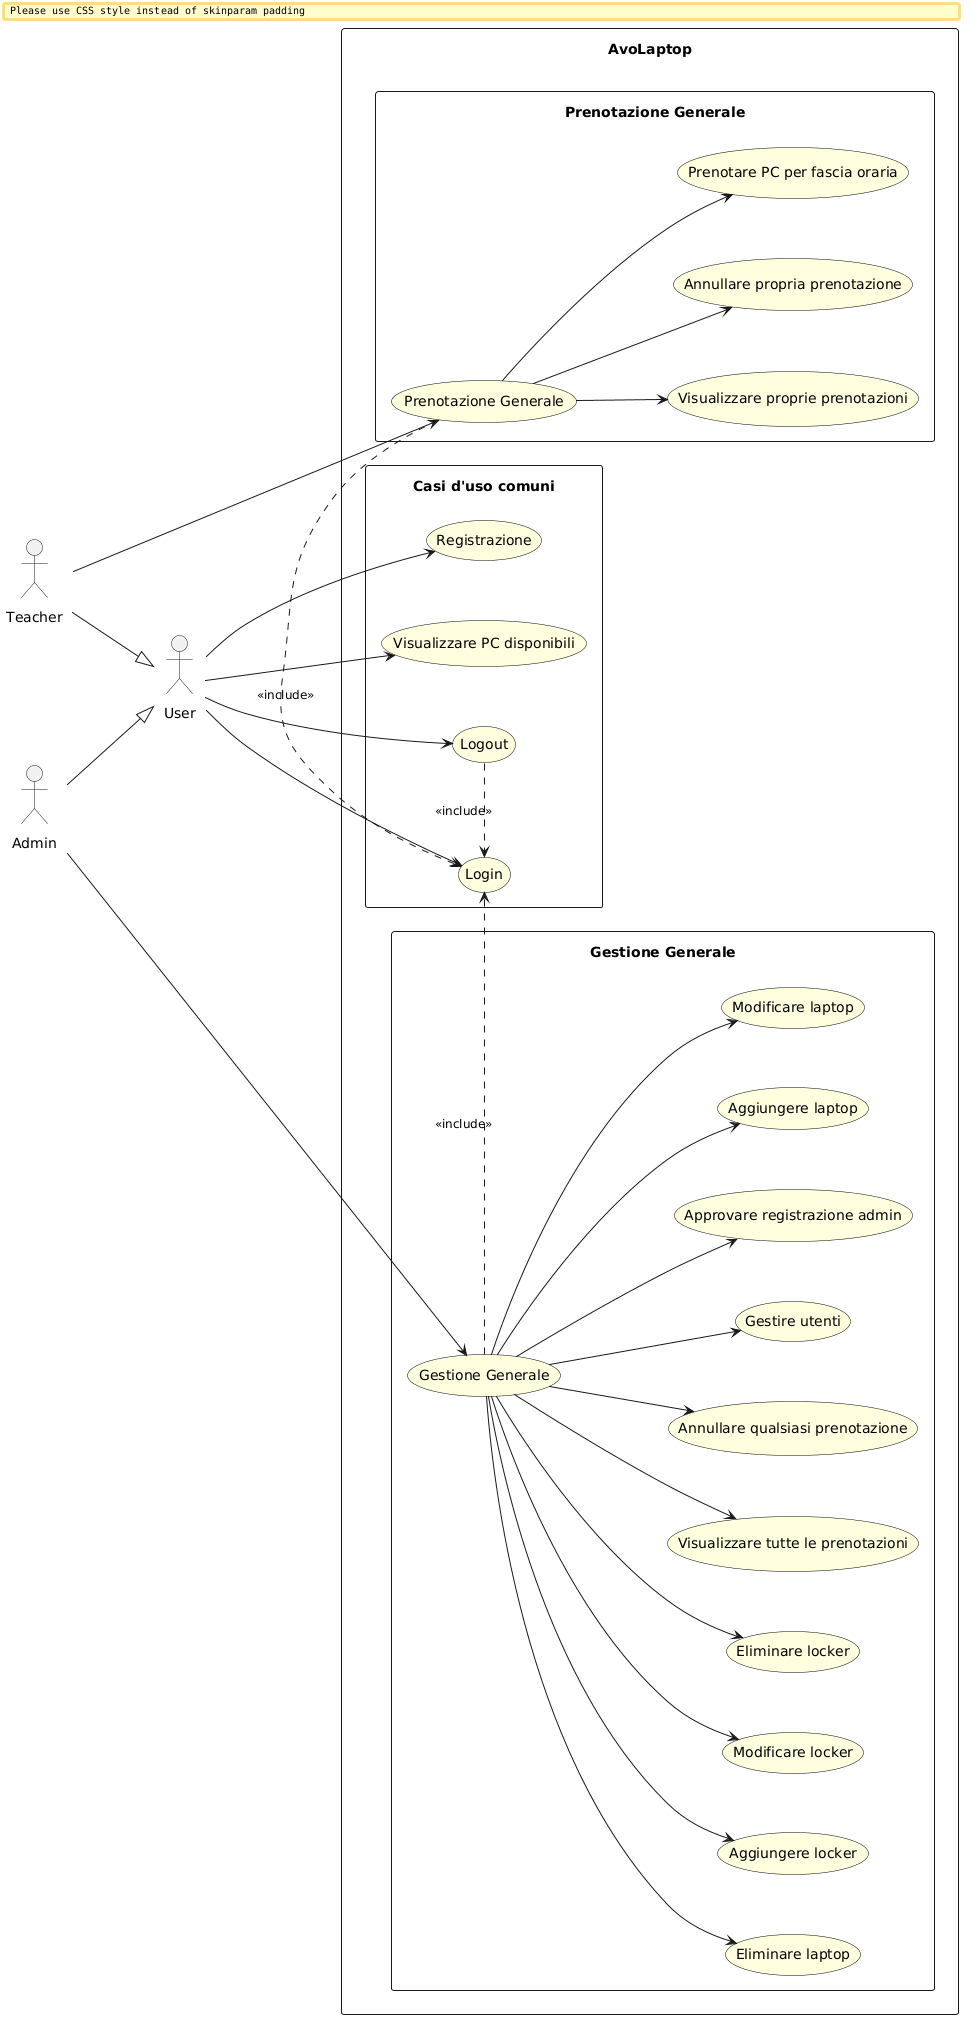 Please use CSS style instead of skinparam padding
AvoLaptop
Prenotazione Generale
Prenotare PC per fascia oraria
Annullare propria prenotazione
Visualizzare proprie prenotazioni
Prenotazione Generale
Casi d'uso comuni
Registrazione
Teacher
Visualizzare PC disponibili
User
«include»
Logout
«include»
Admin
Login
Gestione Generale
Modificare laptop
Aggiungere laptop
«include»
Approvare registrazione admin
Gestire utenti
Gestione Generale
Annullare qualsiasi prenotazione
Visualizzare tutte le prenotazioni
Eliminare locker
Modificare locker
Aggiungere locker
Eliminare laptop